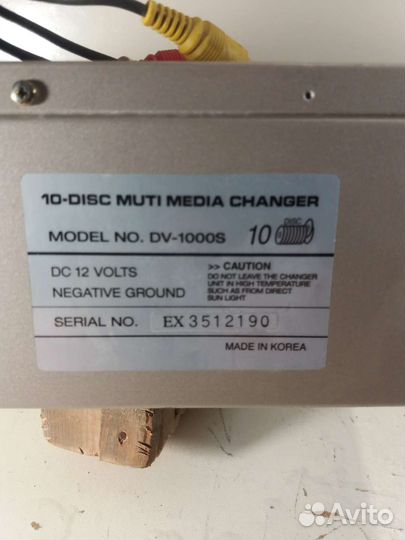 10-DISC MUTI MEDIA CHANGER
MODEL NO. DV-1000S 10 DISC
DC 12 VOLTS
NEGATIVE GROUND
>> CAUTION
DO NOT LEAVE THE CHANGER
UNIT IN HIGH TEMPERATURE
SUCH AS FROM DIRECT
SUN LIGHT
SERIAL NO. EX 3512190
MADE IN KOREA
Avito